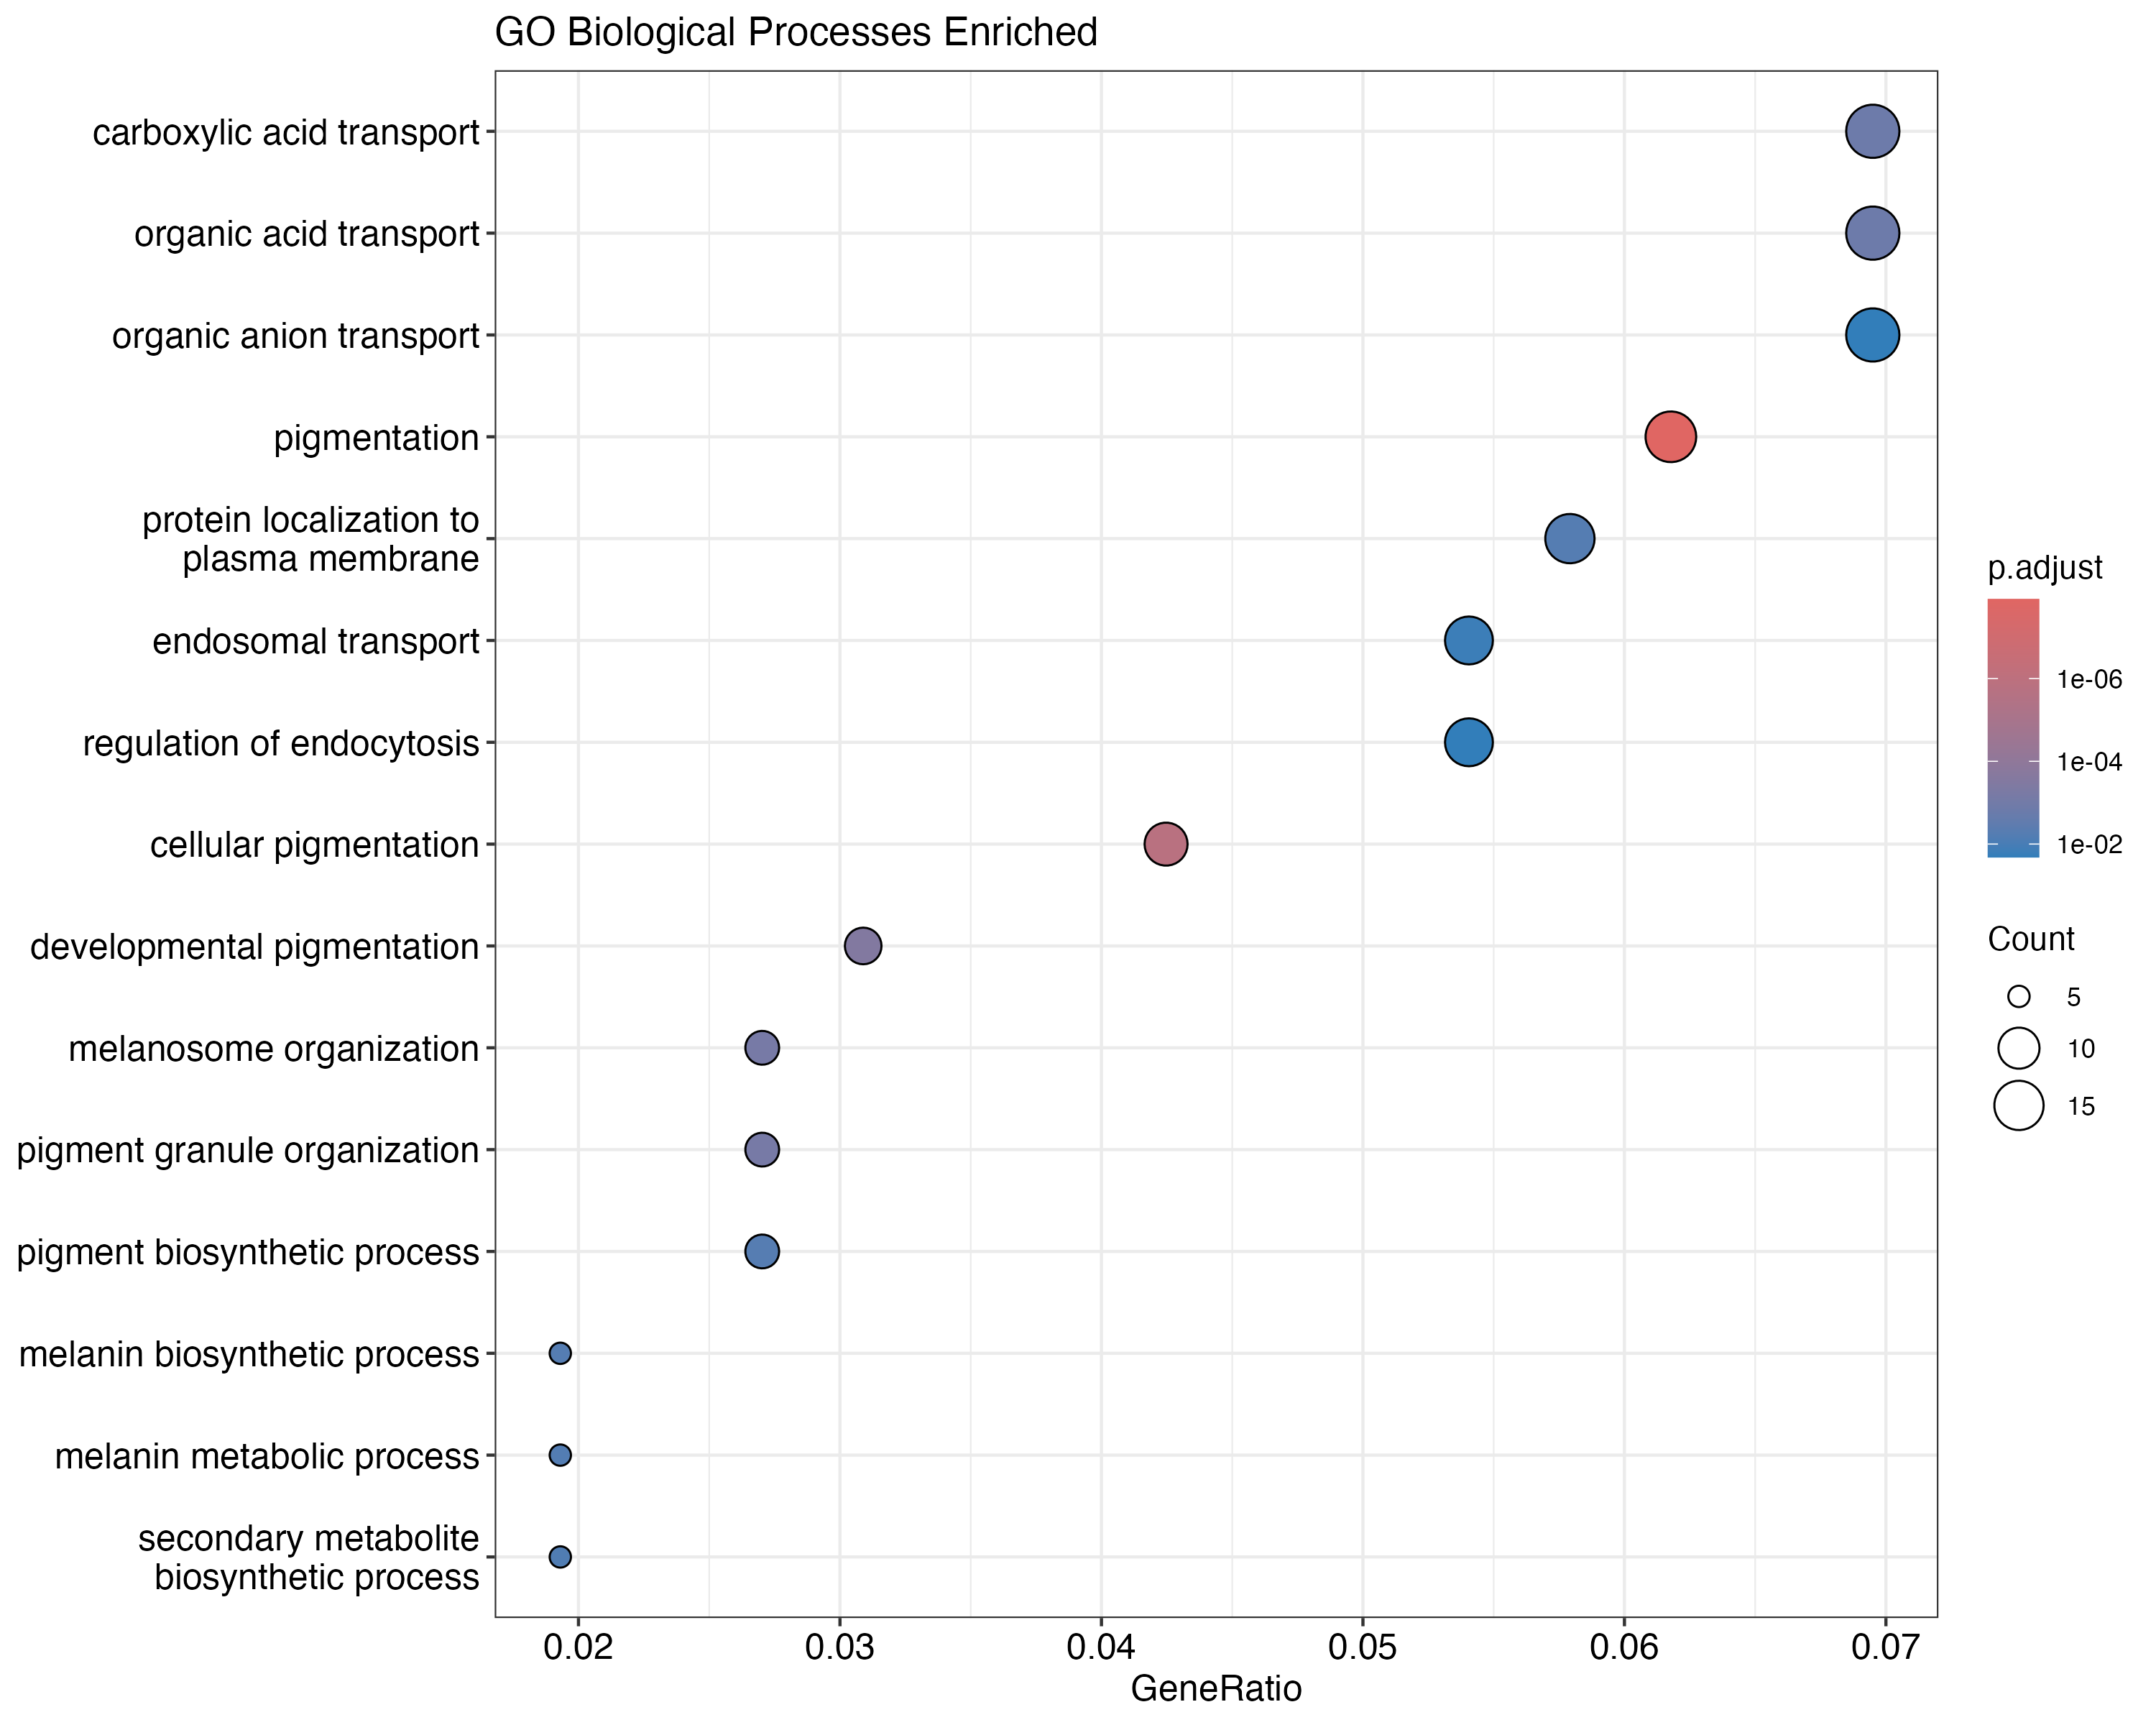 GO Biological Processes Enriched
carboxylic acid transport
organic acid transport
organic anion transport
pigmentation
protein localization to
plasma membrane
endosomal transport
regulation of endocytosis
cellular pigmentation
developmental pigmentation
melanosome organization
pigment granule organization
pigment biosynthetic process
melanin biosynthetic process
melanin metabolic process
secondary metabolite
biosynthetic process
0.02 0.03 0.04 0.05 0.06 0.07
GeneRatio
p.adjust
1e-06
1e-04
1e-02
Count
5
10
15